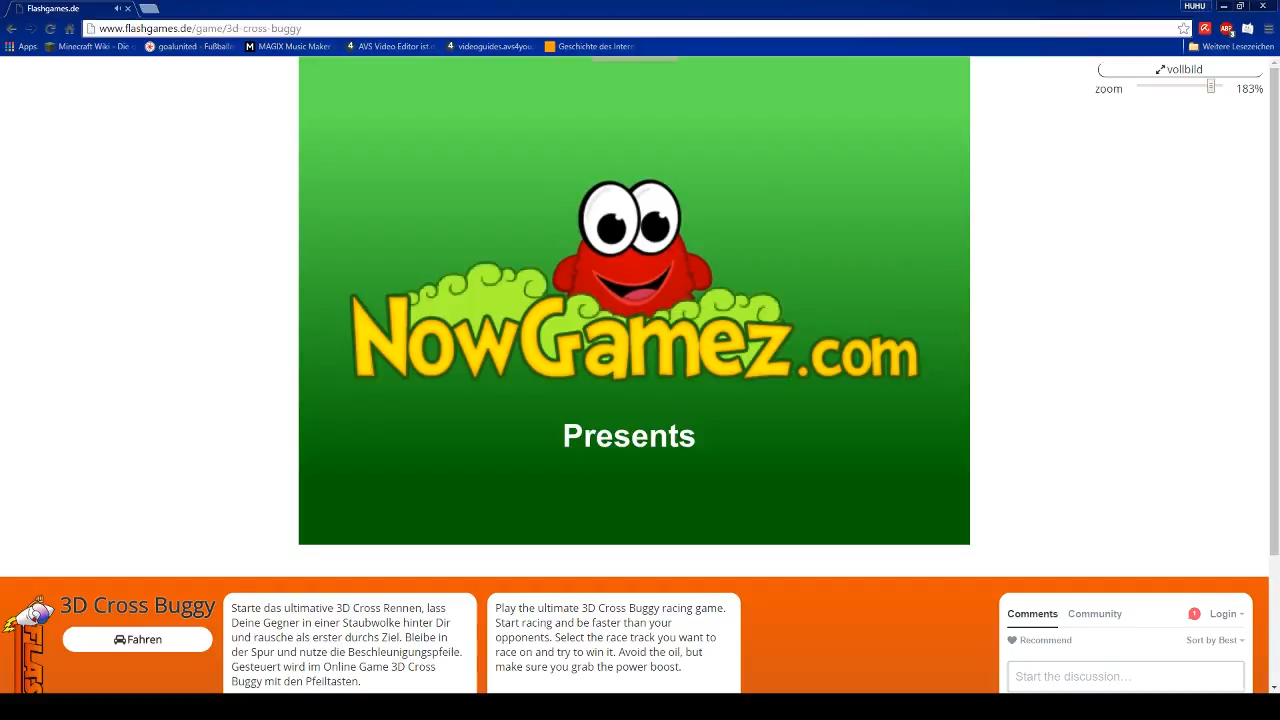 Flashgames.de
HUHU
www.flashgames.de/game/3d-cross-buggy
ABP
Apps
Minecraft Wiki - Die
goalunited - Fußball
MAGIX Music Maker
4 AVS Video Editor ist
4 videoguides.avs4you
Geschichte des Intern
Weitere Lesezeichen
vollbild
zoom 183%
NowGamez.com
Presents
3D Cross Buggy
Fahren
FLAS
Starte das ultimative 3D Cross Rennen, lass
Deine Gegner in einer Staubwolke hinter Dir
und rausche als erster durchs Ziel. Bleibe in
der Spur und nutze die Beschleunigungspfeile.
Gesteuert wird im Online Game 3D Cross
Buggy mit den Pfeiltasten.
Play the ultimate 3D Cross Buggy racing game.
Start racing and be faster than your
opponents. Select the race track you want to
race on and try to win it. Avoid the oil, but
make sure you grab the power boost.
Comments Community 1 Login
Recommend Sort by Best
Start the discussion…